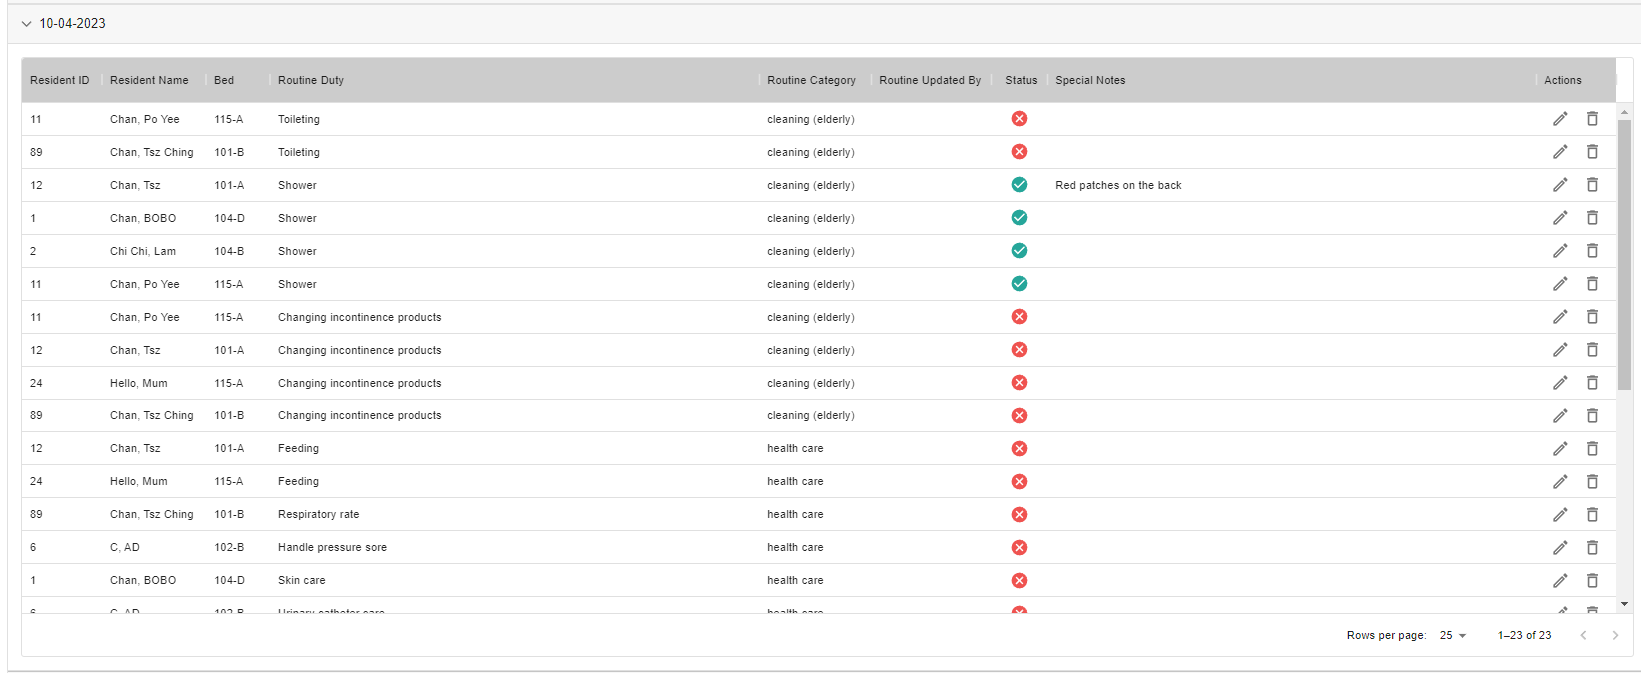 10-04-2023
Resident ID Resident Name Bed Routine Duty Routine Category Routine Updated By Status Special Notes Actions
11 Chan, Po Yee 115-A Toileting cleaning (elderly)
89 Chan, Tsz Ching 101-B Toileting cleaning (elderly)
12 Chan, Tsz 101-A Shower cleaning (elderly) Red patches on the back
1 Chan, BOBO 104-D Shower cleaning (elderly)
2 Chi Chi, Lam 104-B Shower cleaning (elderly)
11 Chan, Po Yee 115-A Shower cleaning (elderly)
11 Chan, Po Yee 115-A Changing incontinence products cleaning (elderly)
12 Chan, Tsz 101-A Changing incontinence products cleaning (elderly)
24 Hello, Mum 115-A Changing incontinence products cleaning (elderly)
89 Chan, Tsz Ching 101-B Changing incontinence products cleaning (elderly)
12 Chan, Tsz 101-A Feeding health care
24 Hello, Mum 115-A Feeding health care
89 Chan, Tsz Ching 101-B Respiratory rate health care
6 C, AD 102-B Handle pressure sore health care
1 Chan, BOBO 104-D Skin care health care
6 C, AD 102-B Urinary catheter care health care
Rows per page: 25 1–23 of 23